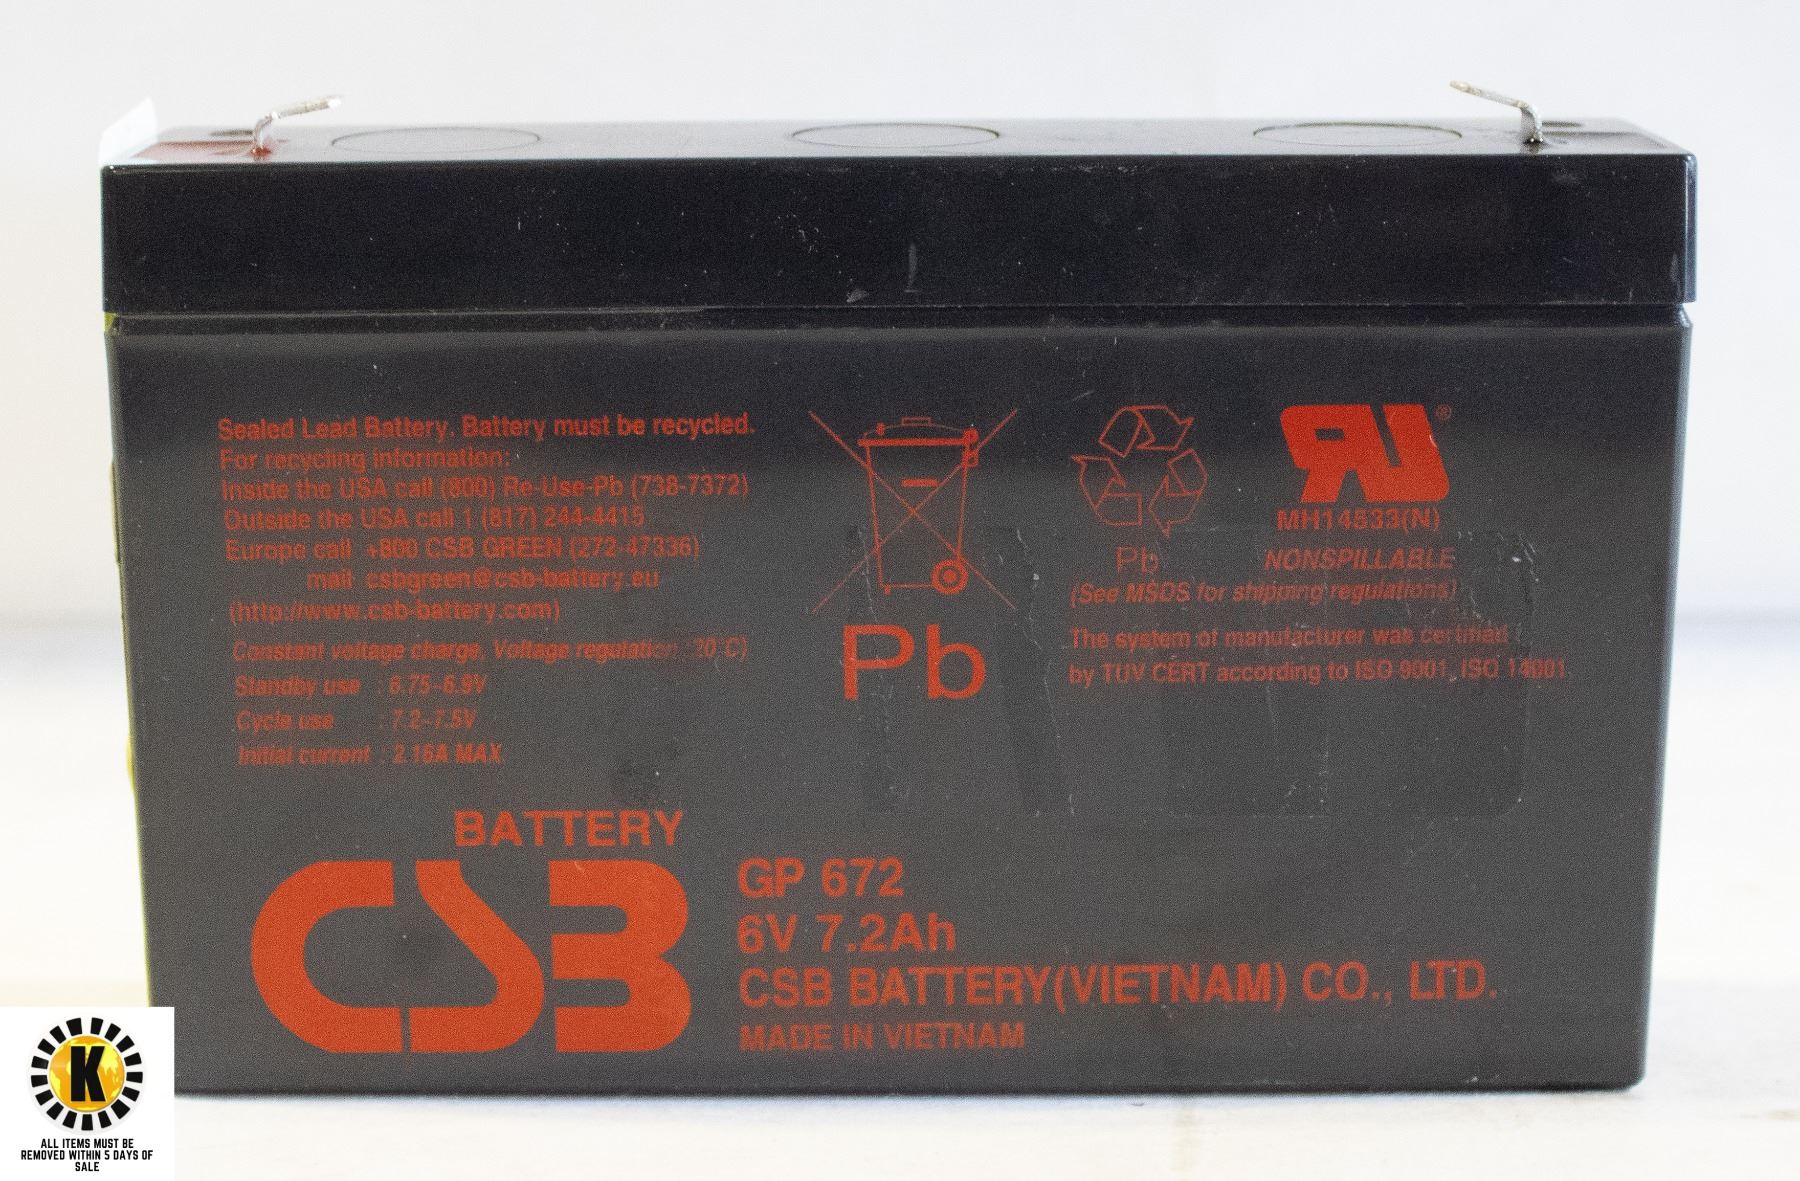 Sealed Lead Battery. Battery must be recycled.
For recycling information:
Inside the USA call (800) Re-Use-Pb (738-7372)
Outside the USA call 1 (817) 244-4415
Europe call +800 CSB GREEN (272-47336)
mail csbgreen@csb-battery.eu
(http://www.csb-battery.com)
Constant voltage charge, Voltage regulation 20°C)
Standby use : 6.75~6.9V
Cycle use : 7.2~7.5V
Initial current : 2.16A MAX.
Pb
Pb
RU®
MH14533(N)
NONSPILLABLE
(See MSDS for shipping regulations)
The system of manufacturer was certified
by TUV CERT according to ISO 9001, ISO 14001.
BATTERY
CSB
GP 672
6V 7.2Ah
CSB BATTERY(VIETNAM) CO., LTD.
MADE IN VIETNAM
K
ALL ITEMS MUST BE
REMOVED WITHIN 5 DAYS OF
SALE